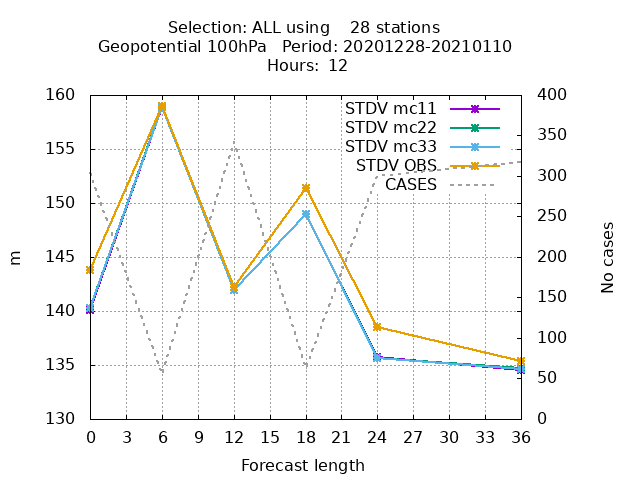 Selection: ALL using    28 stations
Geopotential 100hPa   Period: 20201228-20210110
Hours:  12
160 400
STDV mc11
350
STDV mc22
155 STDV mc33
STDV OBS
300
CASES
150
250
m
145 200
No cases
150
140
100
135
50
130 0
0 3 6 9 12 15 18 21 24 27 30 33 36
Forecast length